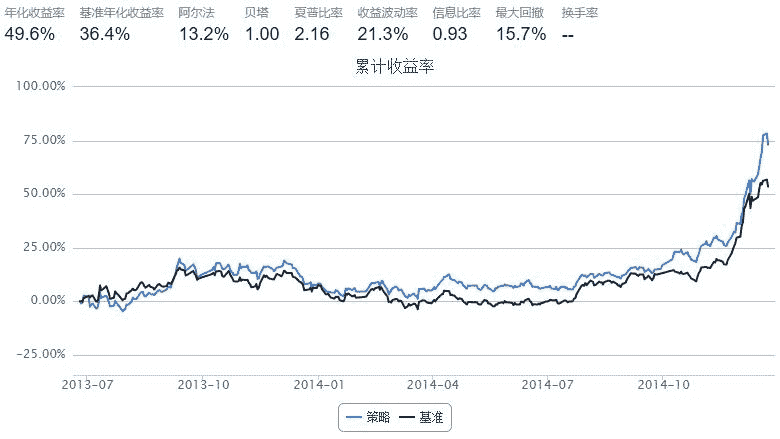 年化收益率 基准年化收益率 阿尔法 贝塔 夏普比率 收益波动率 信息比率 最大回撤 换手率
49.6% 36.4% 13.2% 1.00 2.16 21.3% 0.93 15.7% --
累计收益率
100.00%
75.00%
50.00%
25.00%
0.00%
-25.00%
2013-07 2013-10 2014-01 2014-04 2014-07 2014-10
策略 基准